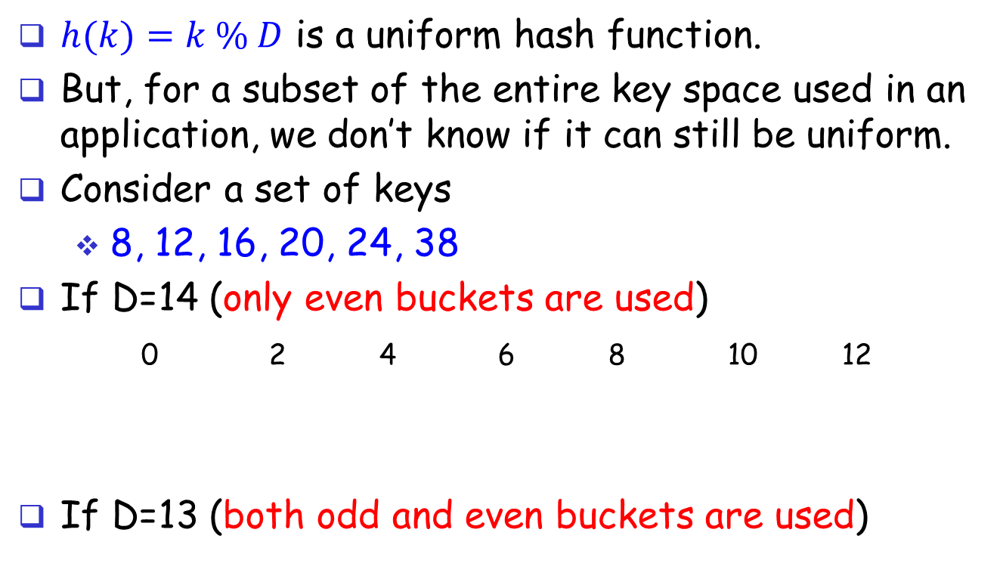 ❑ h(k) = k % D is a uniform hash function.
❑ But, for a subset of the entire key space used in an
application, we don't know if it can still be uniform.
❑ Consider a set of keys
❖ 8, 12, 16, 20, 24, 38
❑ If D=14 (only even buckets are used)
0 2 4 6 8 10 12
❑ If D=13 (both odd and even buckets are used)